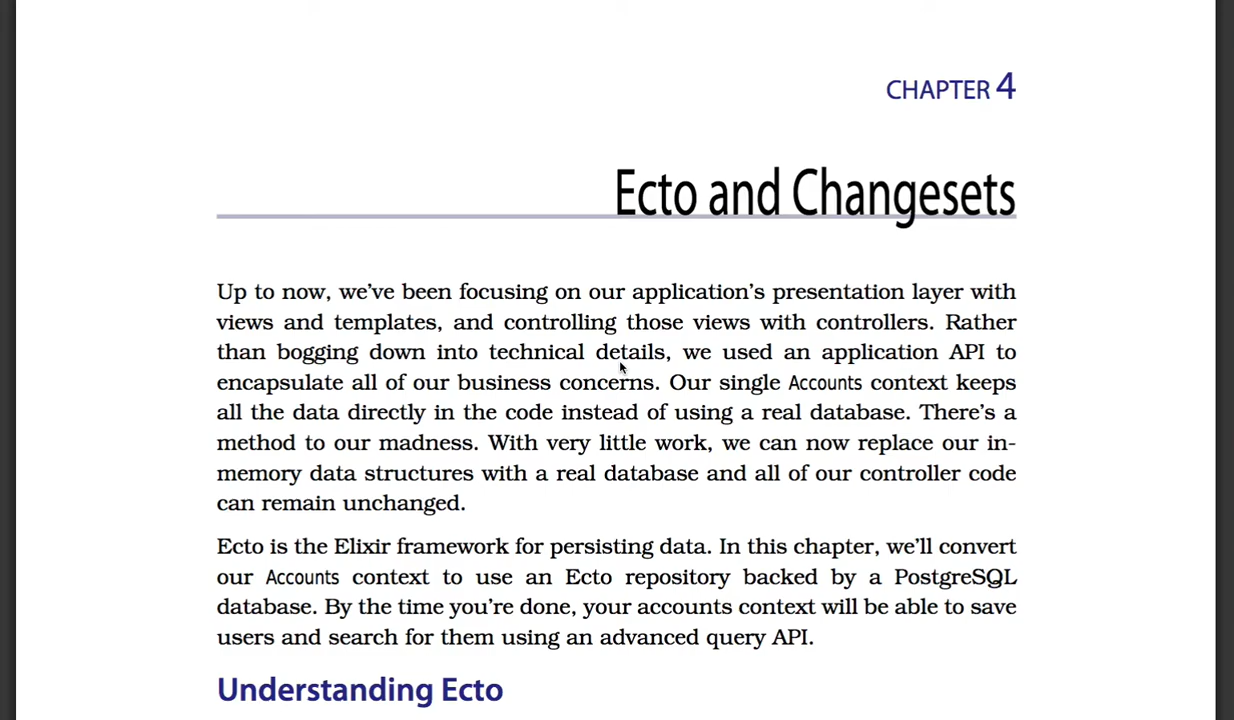 CHAPTER 4
Ecto and Changesets
Up to now, we've been focusing on our application's presentation layer with
views and templates, and controlling those views with controllers. Rather
than bogging down into technical details, we used an application API to
encapsulate all of our business concerns. Our single Accounts context keeps
all the data directly in the code instead of using a real database. There's a
method to our madness. With very little work, we can now replace our in-
memory data structures with a real database and all of our controller code
can remain unchanged.
Ecto is the Elixir framework for persisting data. In this chapter, we'll convert
our Accounts context to use an Ecto repository backed by a PostgreSQL
database. By the time you're done, your accounts context will be able to save
users and search for them using an advanced query API.
Understanding Ecto